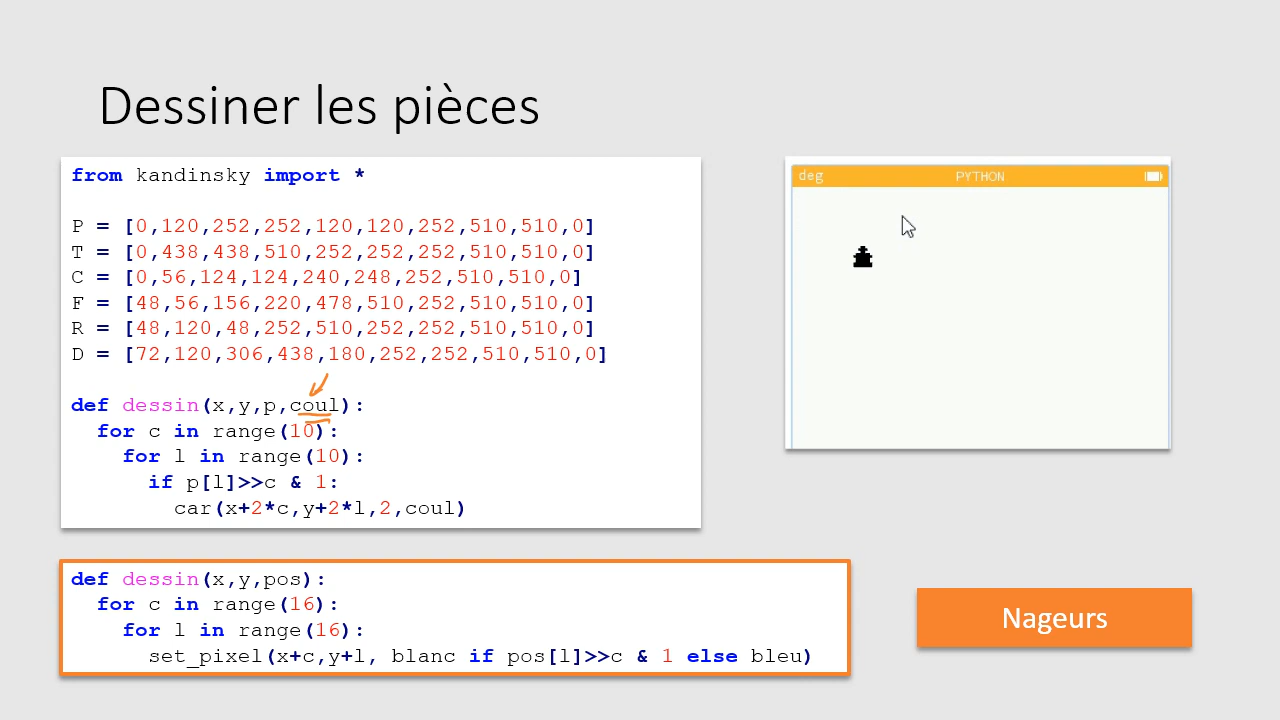 Dessiner les pièces
from kandinsky import *
P = [0,120,252,252,120,120,252,510,510,0]
T = [0,438,438,510,252,252,252,510,510,0]
C = [0,56,124,124,240,248,252,510,510,0]
F = [48,56,156,220,478,510,252,510,510,0]
R = [48,120,48,252,510,252,252,510,510,0]
D = [72,120,306,438,180,252,252,510,510,0]
def dessin(x,y,p,coul):
  for c in range(10):
    for l in range(10):
      if p[l]>>c & 1:
        car(x+2*c,y+2*l,2,coul)
deg PYTHON
def dessin(x,y,pos):
  for c in range(16):
    for l in range(16):
      set_pixel(x+c,y+l, blanc if pos[l]>>c & 1 else bleu)
Nageurs